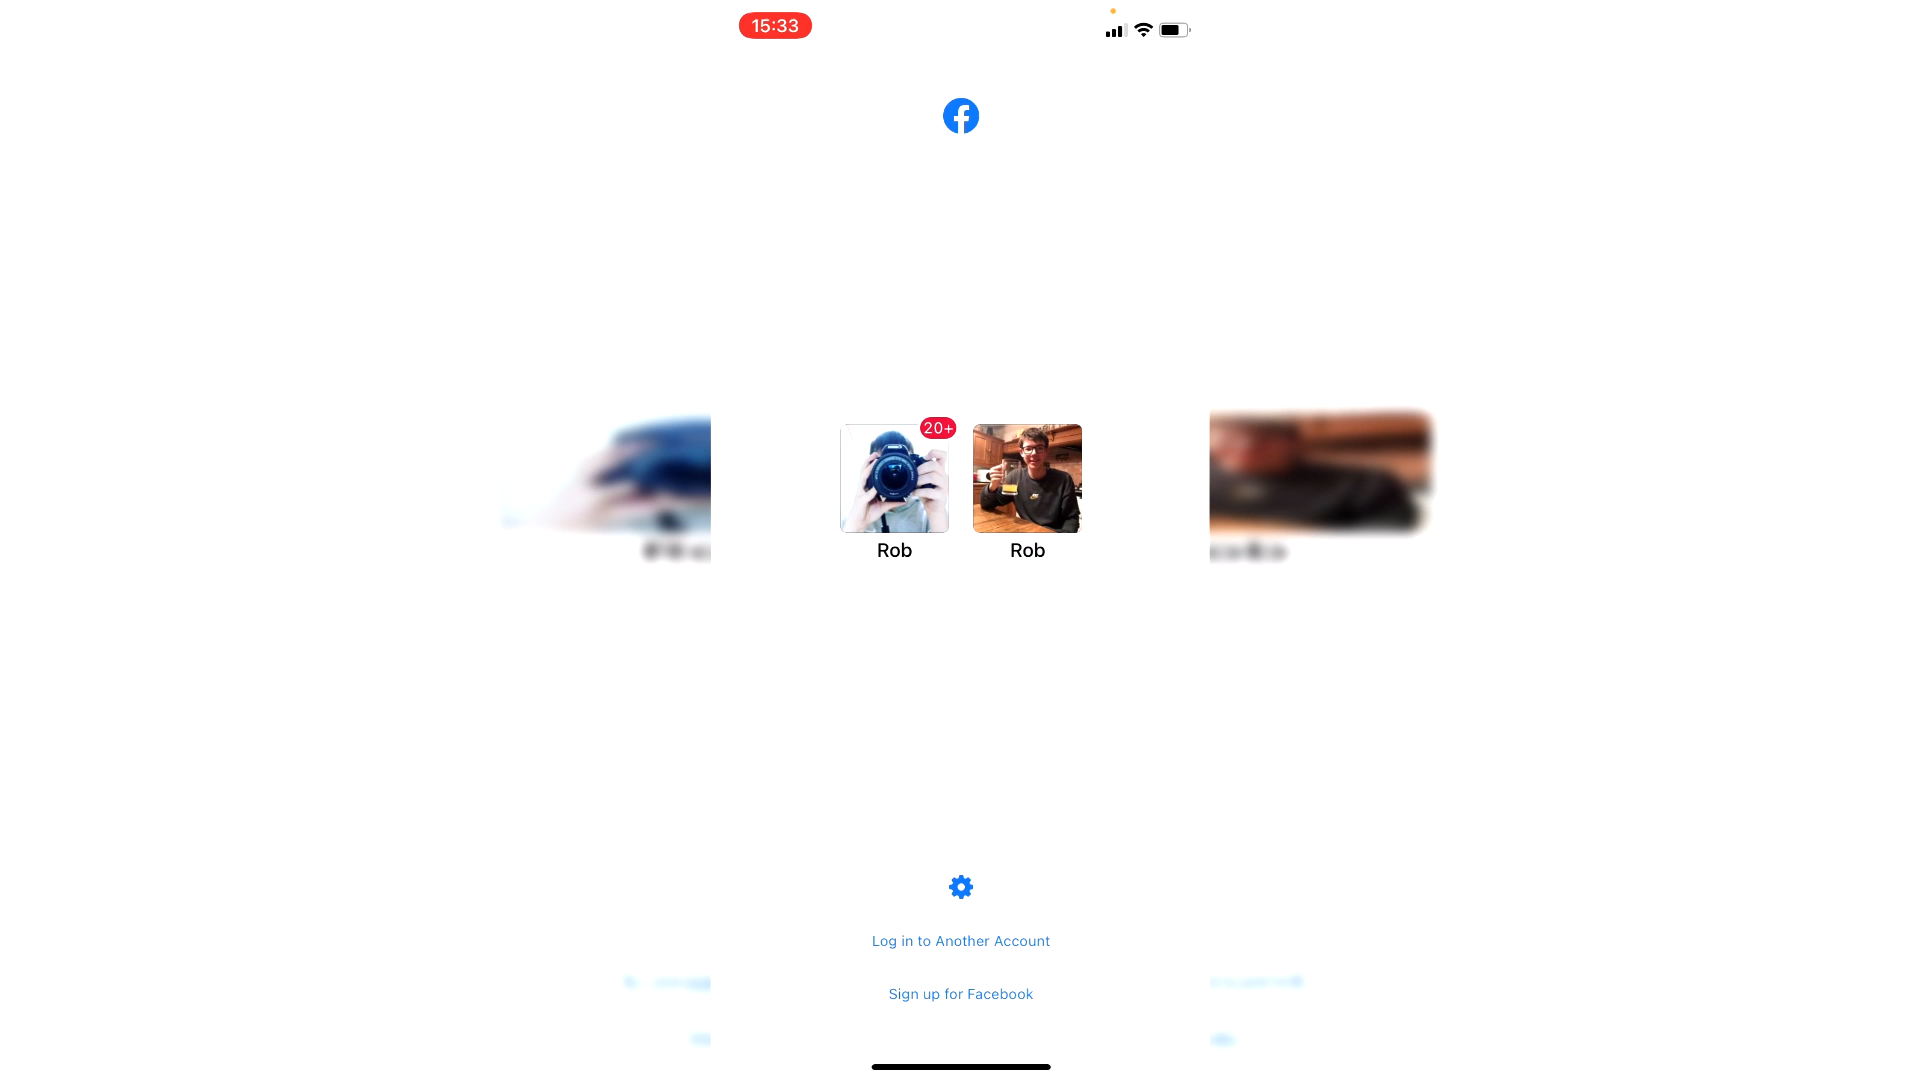 15:33
20+
Rob Rob
Log in to Another Account
Sign up for Facebook